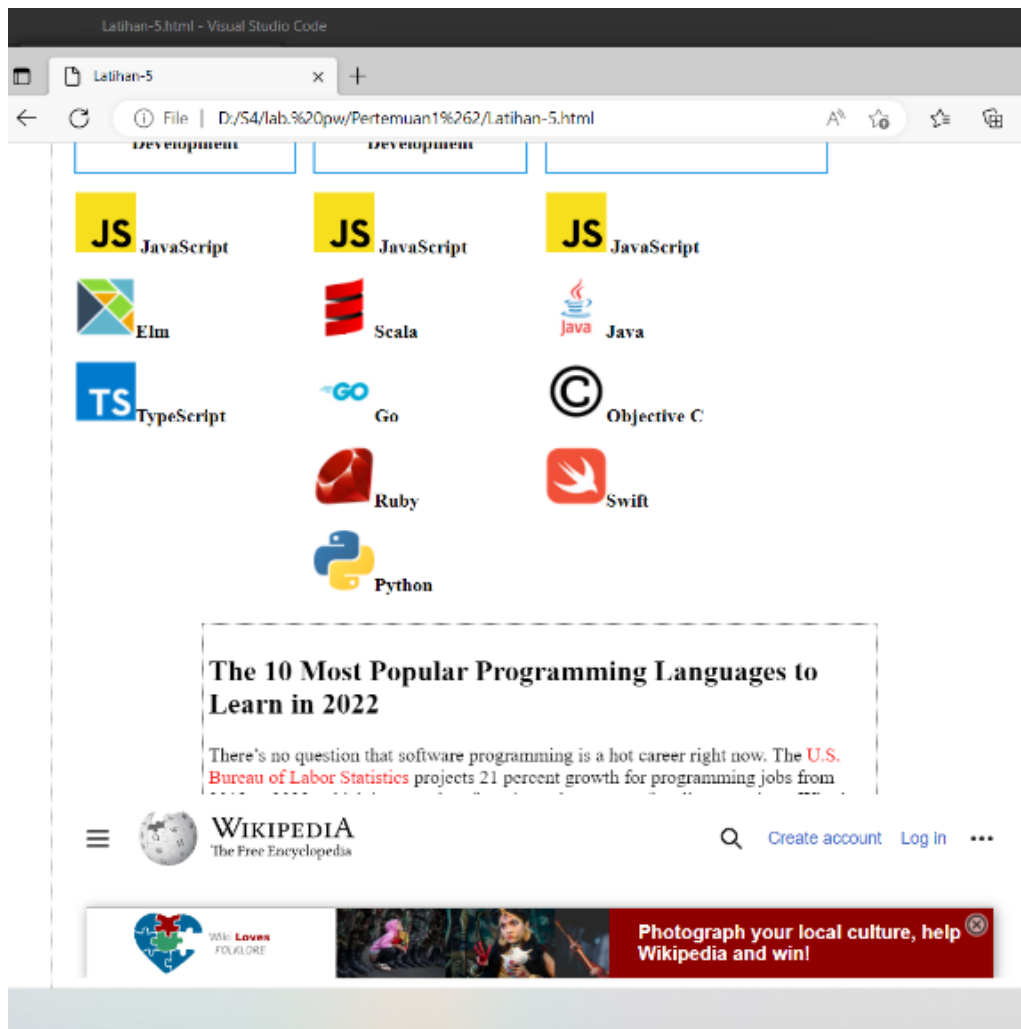 Latihan-5.html - Visual Studio Code
Latihan-5
File | D:/S4/lab.%20pw/Pertemuan1%262/Latihan-5.html
Development Development
JS JavaScript JS JavaScript JS JavaScript
Elm Scala Java Java
TS TypeScript GO Go © Objective C
Ruby Swift
Python
The 10 Most Popular Programming Languages to
Learn in 2022
There's no question that software programming is a hot career right now. The U.S.
Bureau of Labor Statistics projects 21 percent growth for programming jobs from
WIKIPEDIA
The Free Encyclopedia
Create account Log in
Wiki Loves
FOLKLORE
Photograph your local culture, help
Wikipedia and win!